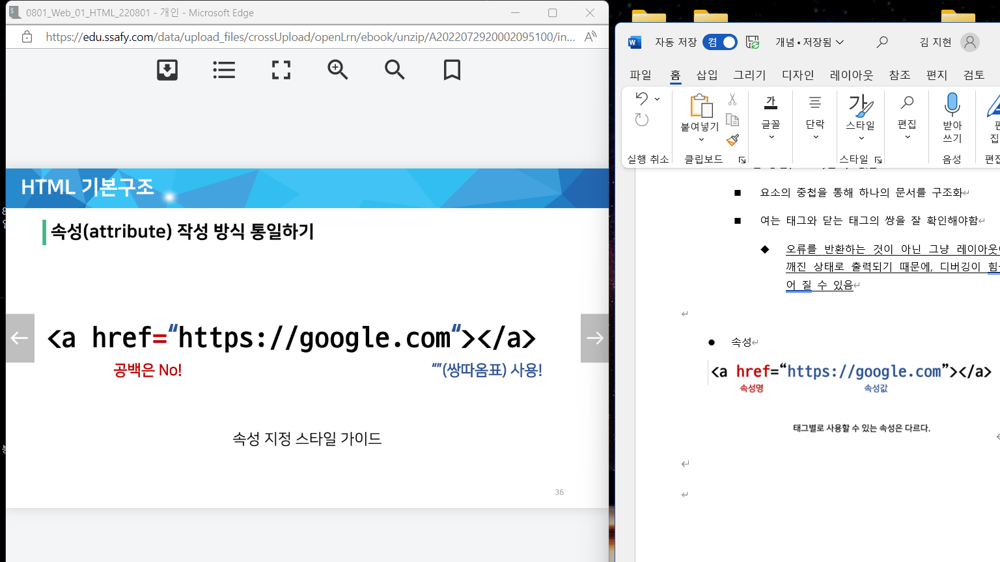 0801_Web_01_HTML_220801 - 개인 - Microsoft Edge
https://edu.ssafy.com/data/upload_files/crossUpload/openLrn/ebook/unzip/A2022072920002095100/in...
HTML 기본구조
속성(attribute) 작성 방식 통일하기
<a href=“https://google.com“></a>
공백은 No!
“”(쌍따옴표) 사용!
속성 지정 스타일 가이드
36
자동 저장 켬 개념 • 저장됨 김 지현
파일 홈 삽입 그리기 디자인 레이아웃 참조 편지 검토
붙여넣기 글꼴 단락 스타일 편집 받아쓰기
실행 취소 클립보드 스타일 음성
■ 요소의 중첩을 통해 하나의 문서를 구조화
■ 여는 태그와 닫는 태그의 쌍을 잘 확인해야함
◆ 오류를 반환하는 것이 아닌 그냥 레이아웃
깨진 상태로 출력되기 때문에, 디버깅이 힘
어 질 수 있음
● 속성
<a href=“https://google.com”></a>
속성명 속성값
태그별로 사용할 수 있는 속성은 다르다.